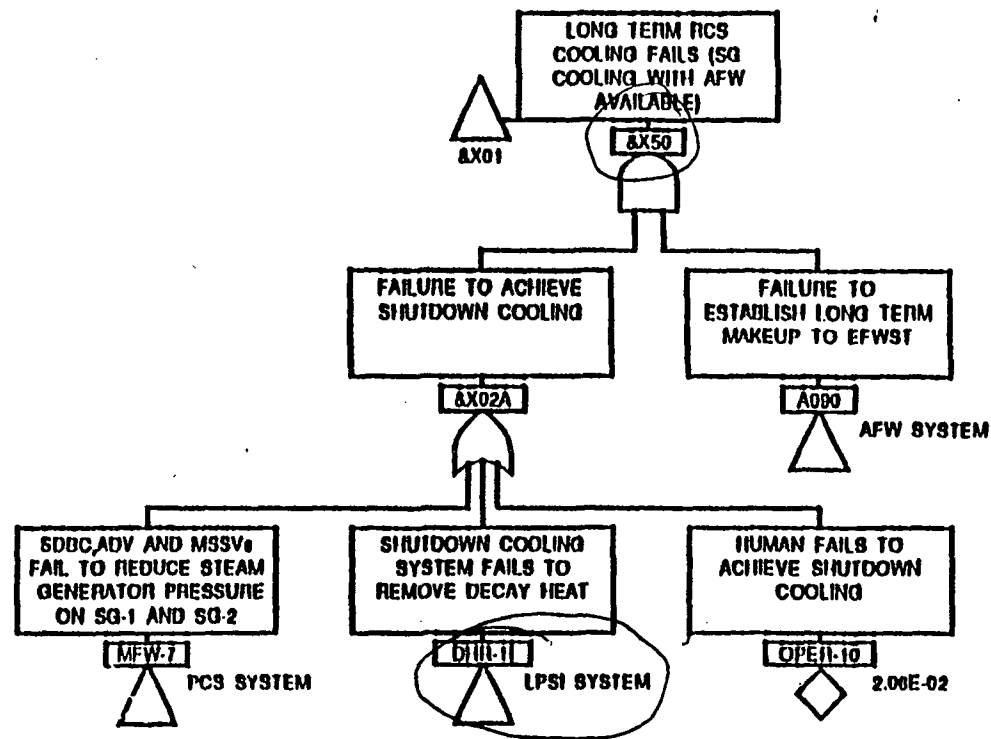 LONG TERM RCS
COOLING FAILS (SG
COOLING WITH AFW
AVAILABLE)
&X01
&X50
FAILURE TO ACHIEVE
SHUTDOWN COOLING
FAILURE TO
ESTABLISH LONG TERM
MAKEUP TO EFWST
&X02A
A090
AFW SYSTEM
SDBC,ADV AND MSSVs
FAIL TO REDUCE STEAM
GENERATOR PRESSURE
ON SG-1 AND SG-2
SHUTDOWN COOLING
SYSTEM FAILS TO
REMOVE DECAY HEAT
HUMAN FAILS TO
ACHIEVE SHUTDOWN
COOLING
MFW-7
PCS SYSTEM
DHR-1
LPSI SYSTEM
OPER-10
2.00E-02